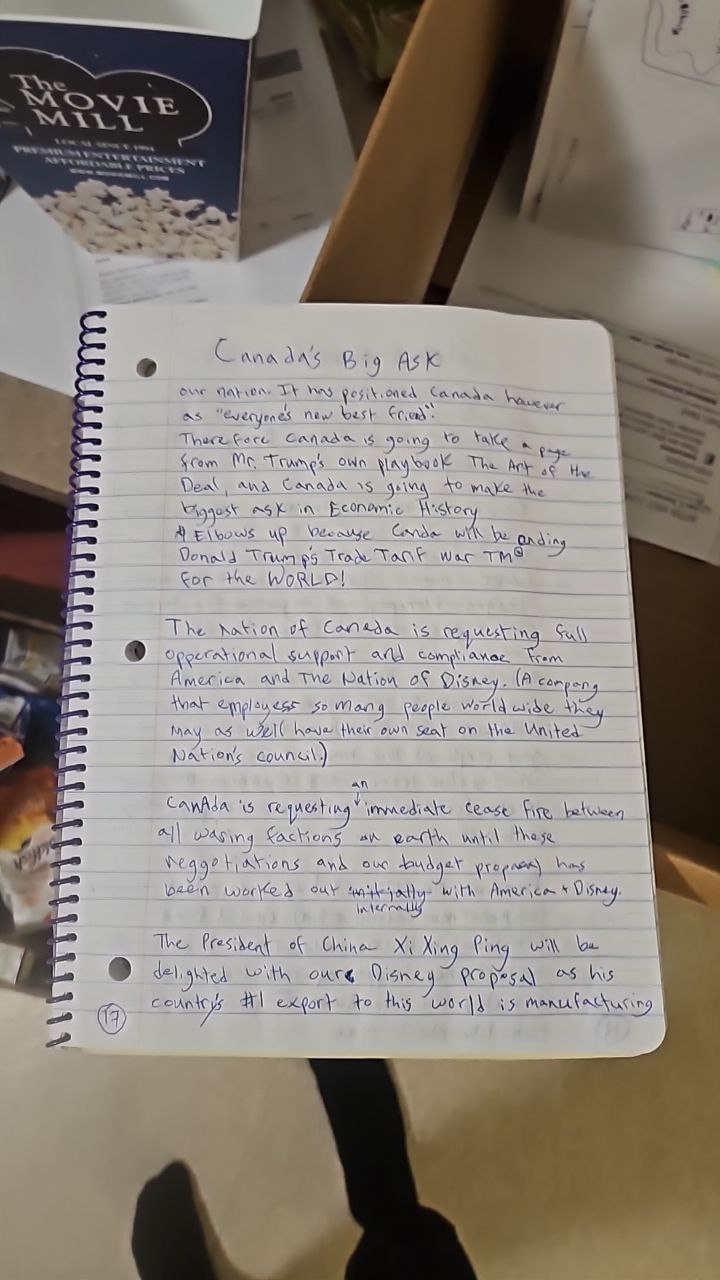 The
MOVIE
MILL
LOCAL SINCE 1994
PREMIUM ENTERTAINMENT
AFFORDABLE PRICES
Canada's Big Ask
our nation. It has positioned Canada however
as "everyone's new best friend".
Therefore Canada is going to take a page
from Mr. Trump's own playbook The Art of the
Deal, and Canada is going to make the
biggest ask in Economic History
Elbows up because Canda will be ending
Donald Trump's Trade Tarif War TM®
For the WORLD!
The Nation of Canada is requesting full
opperational support and compliance from
America and The Nation of Disney. (A company
that employess so many people worldwide they
may as well have their own seat on the United
Nation's council.)
an
CanAda is requesting immediate cease fire between
all waring factions on earth until these
neggotiations and our budget proposal has
been worked out initially with America + Disney.
internally
The President of China Xi Xing Ping will be
delighted with our Disney proposal as his
country's #1 export to this world is manufacturing
17